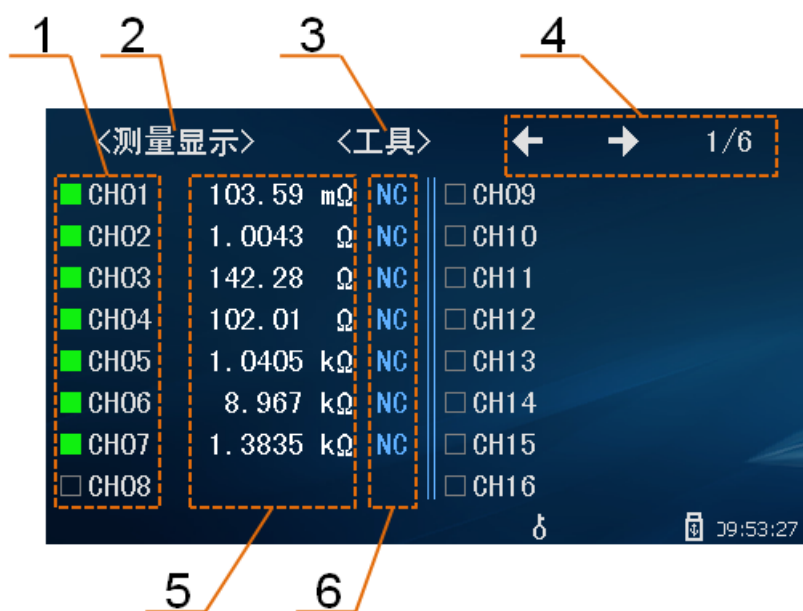 1 2 3 4
<测量显示> <工具> 1/6
CH01 103.59 mΩ NC CH09
CH02 1.0043 Ω NC CH10
CH03 142.28 Ω NC CH11
CH04 102.01 Ω NC CH12
CH05 1.0405 kΩ NC CH13
CH06 8.967 kΩ NC CH14
CH07 1.3835 kΩ NC CH15
CH08 CH16
09:53:27
5 6